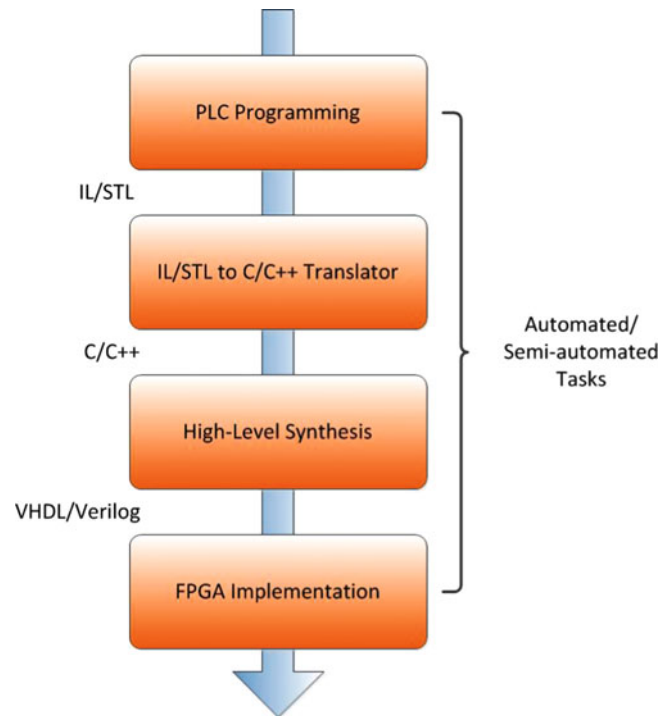 PLC Programming
IL/STL
IL/STL to C/C++ Translator
C/C++
High-Level Synthesis
VHDL/Verilog
FPGA Implementation
Automated/
Semi-automated
Tasks